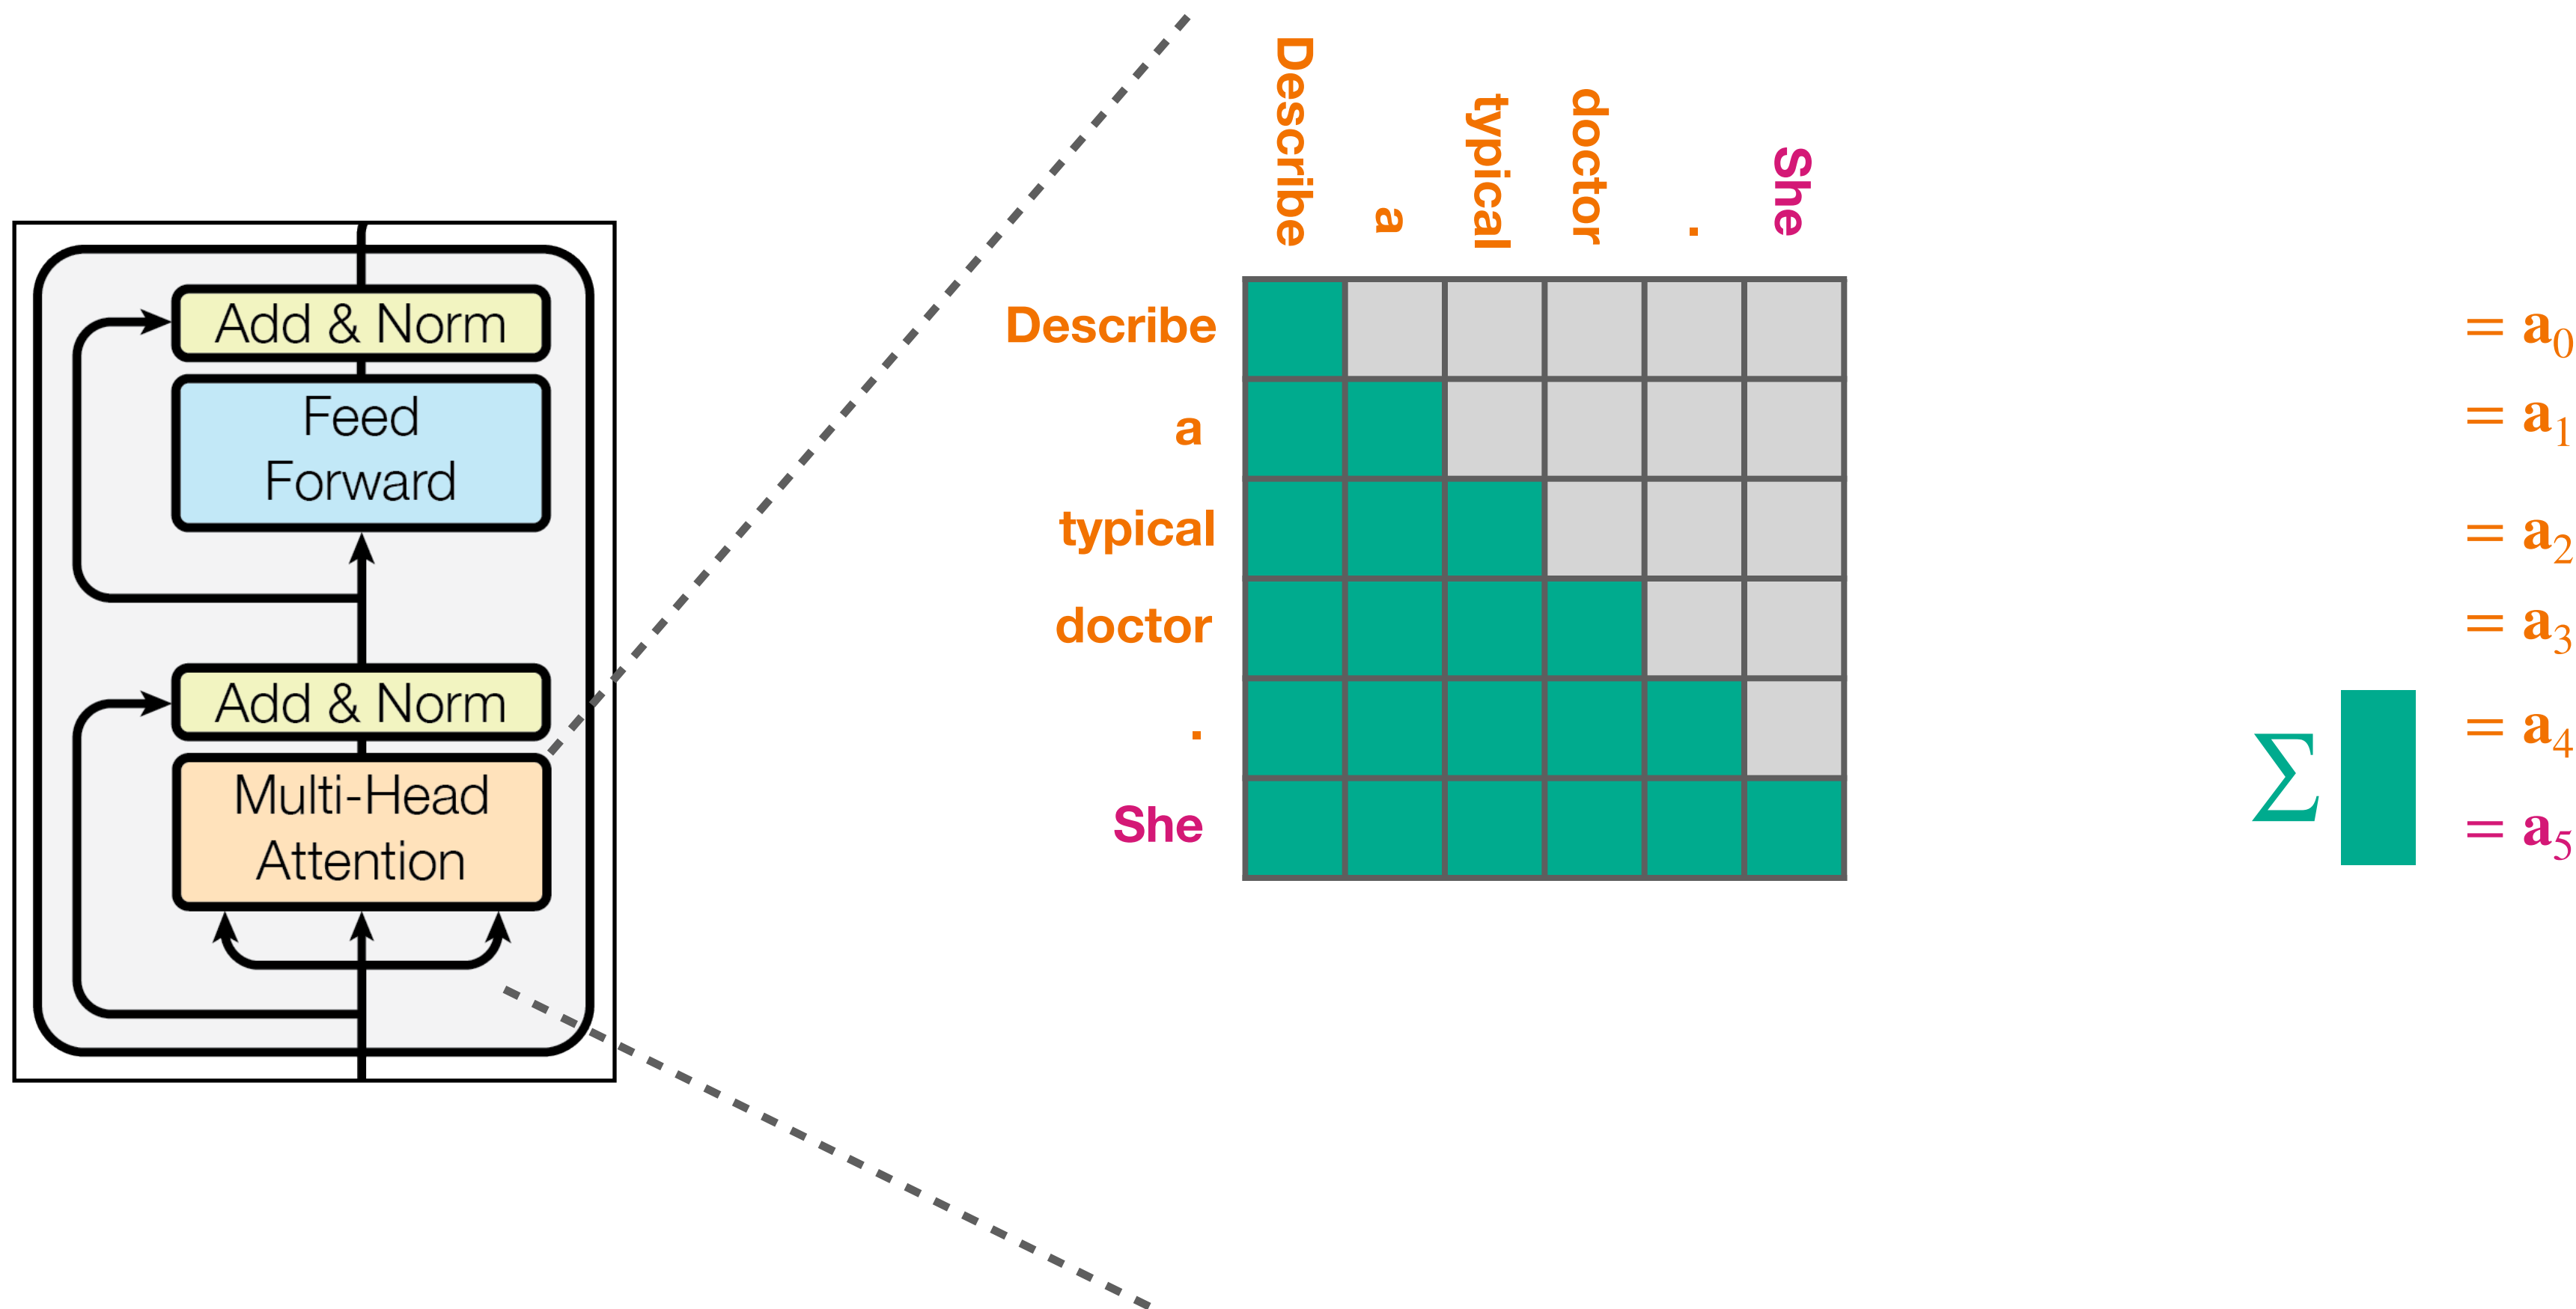 Describe
a
typical
doctor
.
She
Add & Norm
Feed
Forward
Add & Norm
Multi-Head
Attention
Describe
a
typical
doctor
.
She
= a₀
= a₁
= a₂
= a₃
= a₄
∑
= a₅